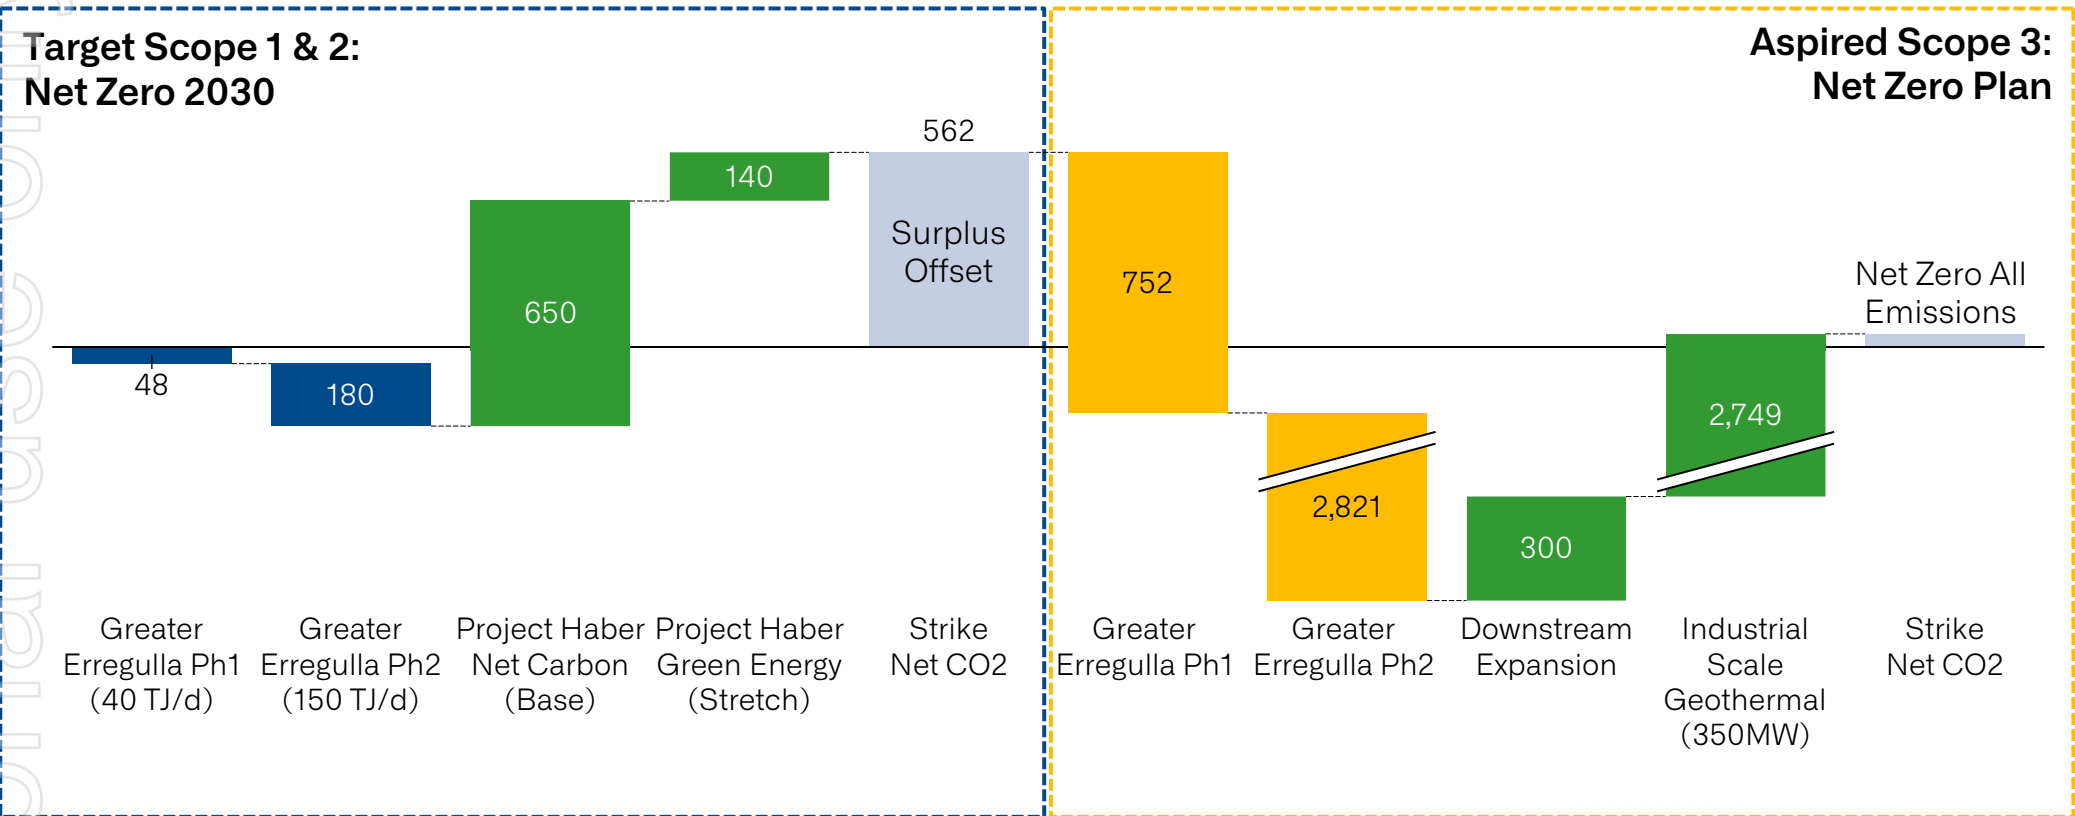 Target Scope 1 & 2:
Net Zero 2030
Aspired Scope 3:
Net Zero Plan
562
140
Surplus
Offset
650
48
180
752
2,821
300
2,749
Net Zero All
Emissions
Greater
Erregulla Ph1
(40 TJ/d)
Greater
Erregulla Ph2
(150 TJ/d)
Project Haber
Net Carbon
(Base)
Project Haber
Green Energy
(Stretch)
Strike
Net CO2
Greater
Erregulla Ph1
Greater
Erregulla Ph2
Downstream
Expansion
Industrial
Scale
Geothermal
(350MW)
Strike
Net CO2